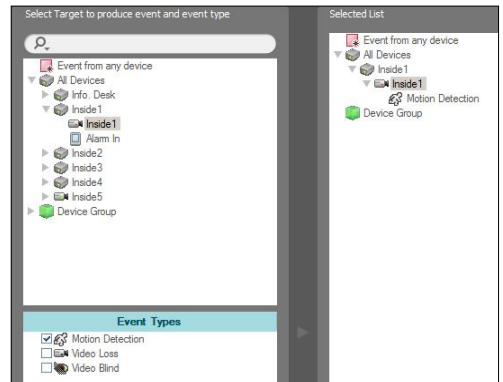 Select Target to produce event and event type
Event from any device
All Devices
Info. Desk
Inside1
Inside1
Alarm In
Inside2
Inside3
Inside4
Inside5
Device Group
Event Types
Motion Detection
Video Loss
Video Blind
Selected List
Event from any device
All Devices
Inside1
Inside1
Motion Detection
Device Group